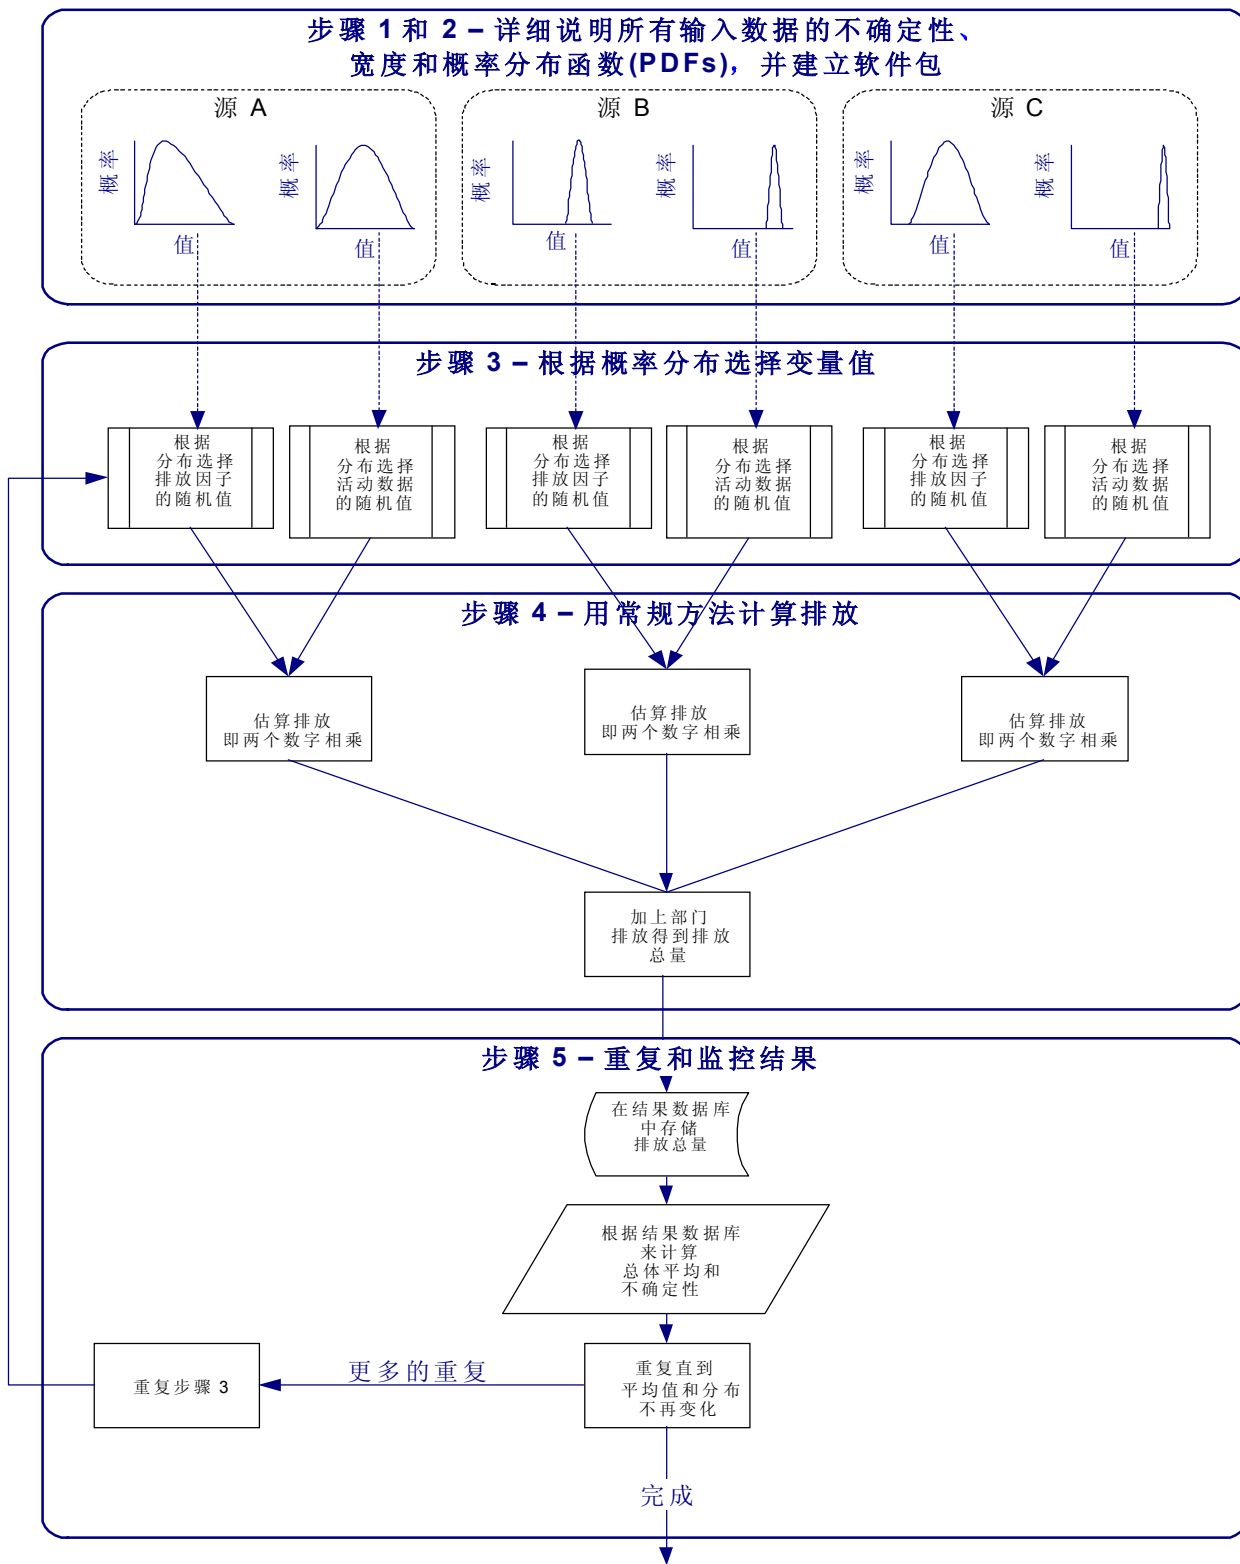 步骤 1 和 2 – 详细说明所有输入数据的不确定性、
宽度和概率分布函数(PDFs)，并建立软件包
源 A
源 B
源 C
概率
值
概率
值
概率
值
概率
值
概率
值
概率
值
步骤 3 – 根据概率分布选择变量值
根据
分布选择
排放因子
的随机值
根据
分布选择
活动数据
的随机值
根据
分布选择
排放因子
的随机值
根据
分布选择
活动数据
的随机值
根据
分布选择
排放因子
的随机值
根据
分布选择
活动数据
的随机值
步骤 4 – 用常规方法计算排放
估算排放
即两个数字相乘
估算排放
即两个数字相乘
估算排放
即两个数字相乘
加上部门
排放得到排放
总量
步骤 5 – 重复和监控结果
在结果数据库
中存储
排放总量
根据结果数据库
来计算
总体平均和
不确定性
重复直到
平均值和分布
不再变化
更多的重复
重复步骤 3
完成